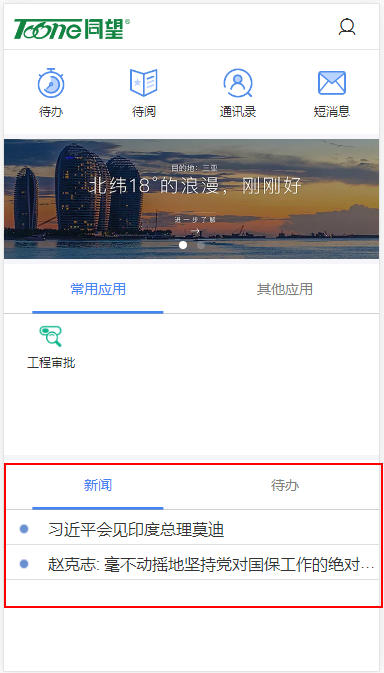 Toone同望®
待办
待阅
通讯录
短消息
目的地：三亚
北纬18°的浪漫，刚刚好
进一步了解
常用应用
其他应用
工程审批
新闻
待办
习近平会见印度总理莫迪
赵克志: 毫不动摇地坚持党对国保工作的绝对…